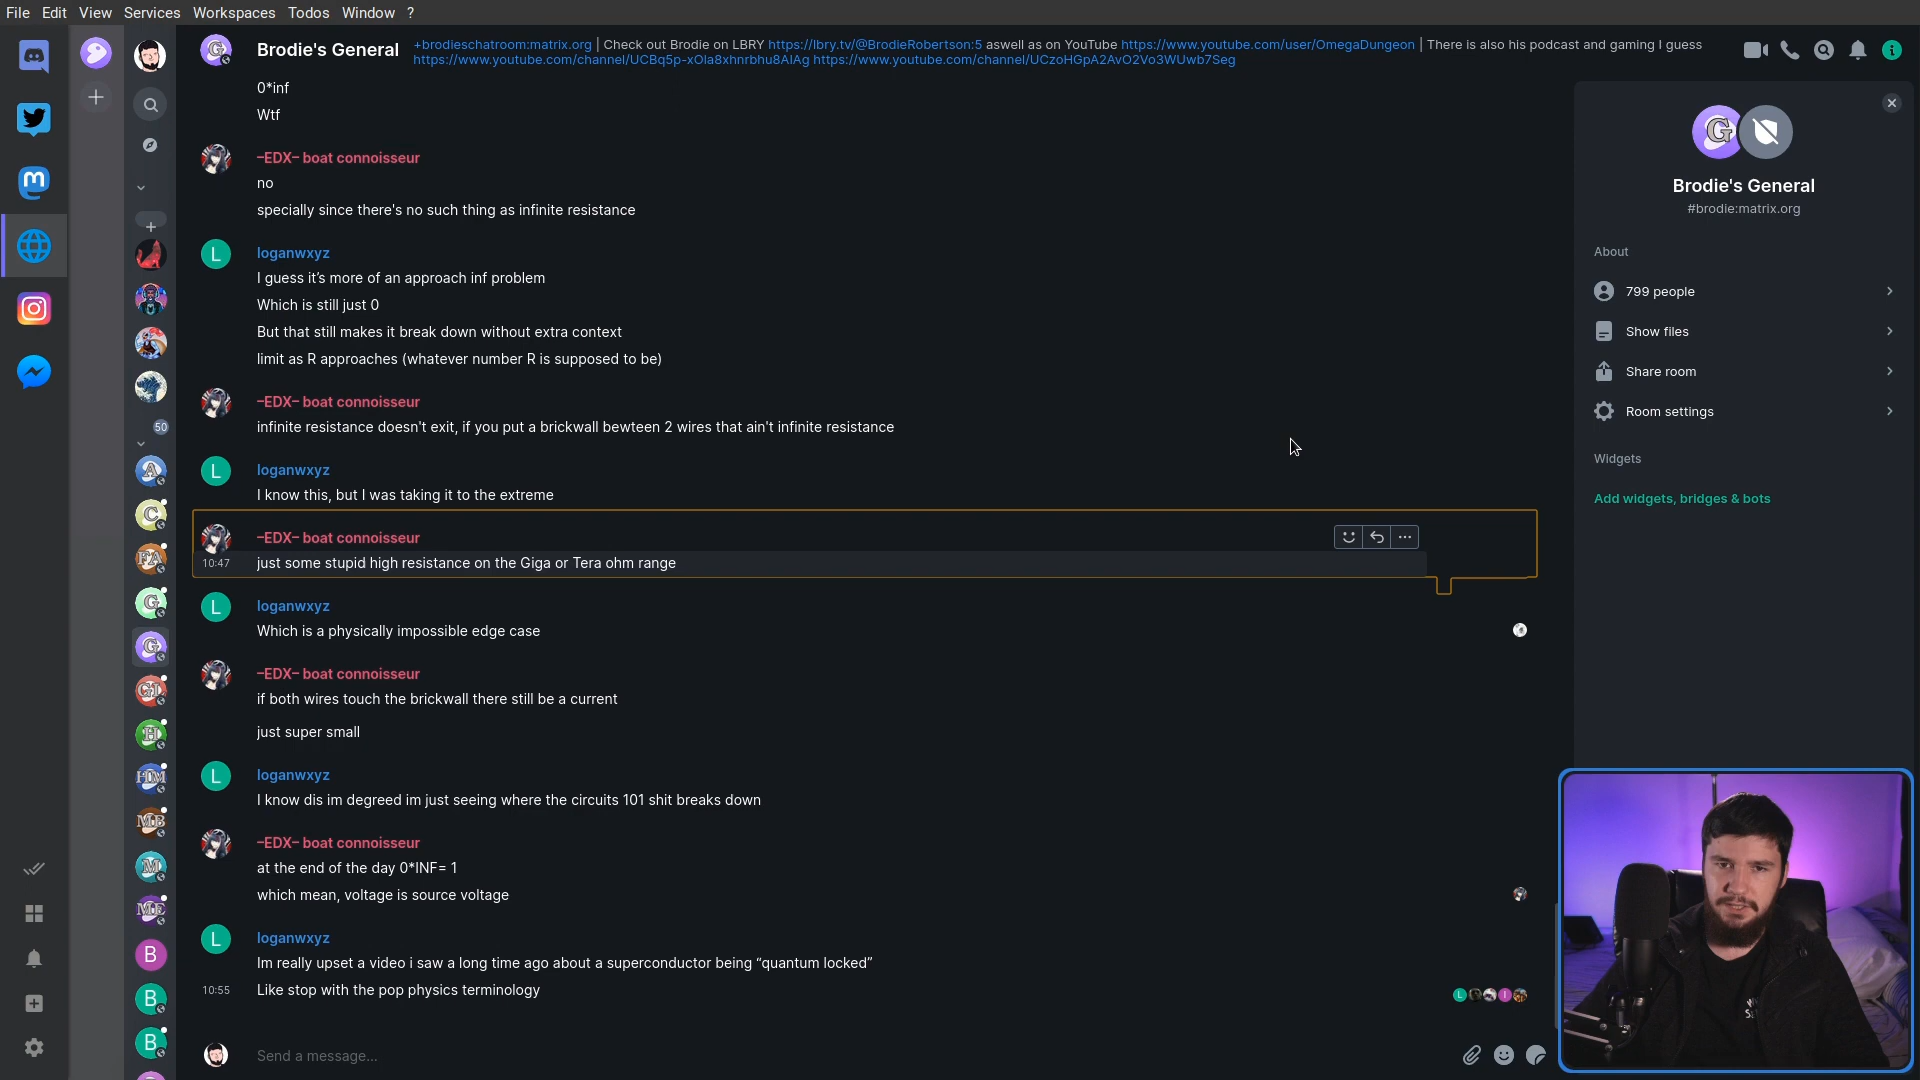 File Edit View Services Workspaces Todos Window ?
Brodie's General
+brodieschatroom:matrix.org | Check out Brodie on LBRY https://lbry.tv/@BrodieRobertson:5 aswell as on YouTube https://www.youtube.com/user/OmegaDungeon | There is also his podcast and gaming I guess
https://www.youtube.com/channel/UCBq5p-xOla8xhnrbhu8AIAg https://www.youtube.com/channel/UCzoHGpA2AvO2Vo3WUwb7Seg
0*inf
Wtf
–EDX– boat connoisseur
no
specially since there's no such thing as infinite resistance
L
loganwxyz
I guess it’s more of an approach inf problem
Which is still just 0
But that still makes it break down without extra context
limit as R approaches (whatever number R is supposed to be)
–EDX– boat connoisseur
infinite resistance doesn't exit, if you put a brickwall bewteen 2 wires that ain't infinite resistance
L
loganwxyz
I know this, but I was taking it to the extreme
–EDX– boat connoisseur
10:47
just some stupid high resistance on the Giga or Tera ohm range
L
loganwxyz
Which is a physically impossible edge case
–EDX– boat connoisseur
if both wires touch the brickwall there still be a current
just super small
L
loganwxyz
I know dis im degreed im just seeing where the circuits 101 shit breaks down
–EDX– boat connoisseur
at the end of the day 0*INF= 1
which mean, voltage is source voltage
L
loganwxyz
Im really upset a video i saw a long time ago about a superconductor being “quantum locked”
10:55
Like stop with the pop physics terminology
Send a message...
G
Brodie's General
#brodie:matrix.org
About
799 people
Show files
Share room
Room settings
Widgets
Add widgets, bridges & bots
50
A
C
FA
G
G
GI
H
HM
MB
M
ME
B
B
B